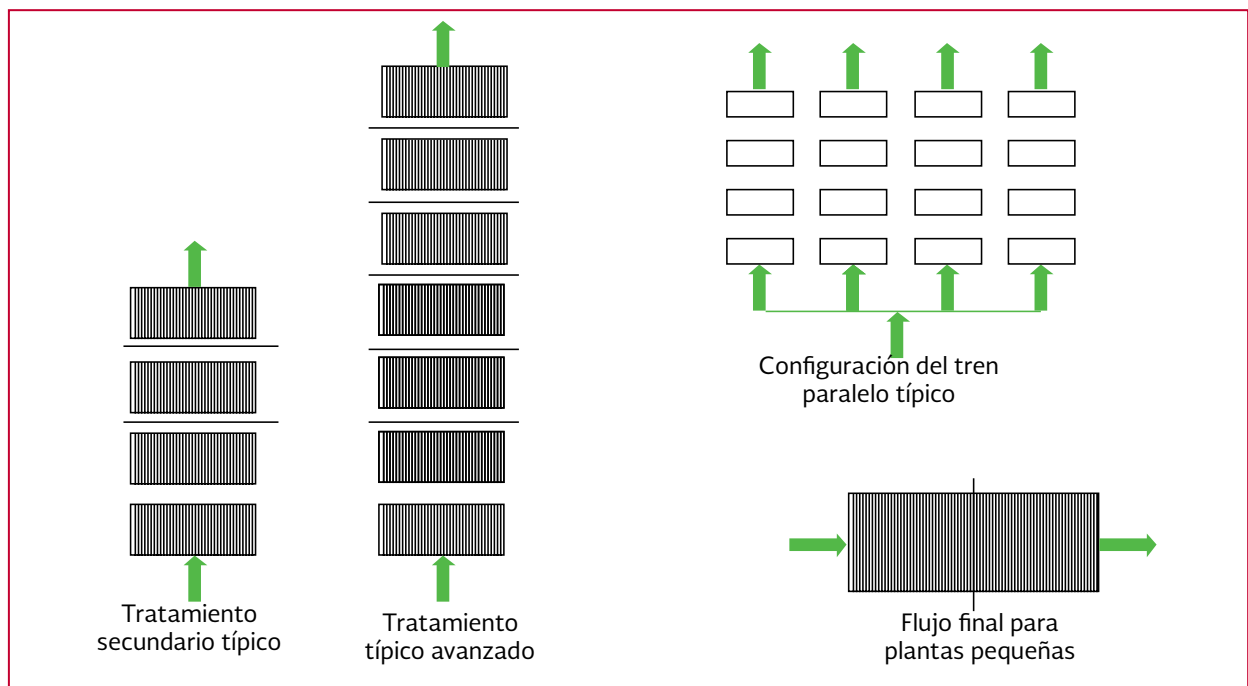 Tratamiento
secundario típico
Tratamiento
típico avanzado
Configuración del tren
paralelo típico
Flujo final para
plantas pequeñas